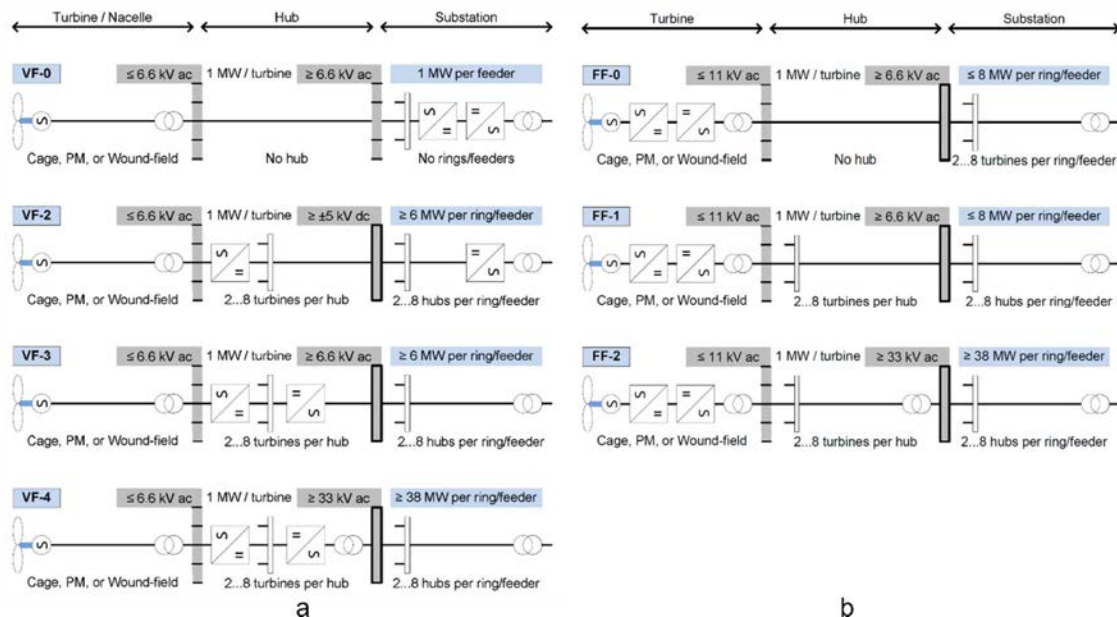 Turbine / Nacelle Hub Substation
VF-0 ≤ 6.6 kV ac 1 MW / turbine ≥ 6.6 kV ac 1 MW per feeder
Cage, PM, or Wound-field No hub No rings/feeders
VF-2 ≤ 6.6 kV ac 1 MW / turbine ≥ ±5 kV dc ≥ 6 MW per ring/feeder
Cage, PM, or Wound-field 2...8 turbines per hub 2...8 hubs per ring/feeder
VF-3 ≤ 6.6 kV ac 1 MW / turbine ≥ 6.6 kV ac ≥ 6 MW per ring/feeder
Cage, PM, or Wound-field 2...8 turbines per hub 2...8 hubs per ring/feeder
VF-4 ≤ 6.6 kV ac 1 MW / turbine ≥ 33 kV ac ≥ 38 MW per ring/feeder
Cage, PM, or Wound-field 2...8 turbines per hub 2...8 hubs per ring/feeder
a
Turbine Hub Substation
FF-0 ≤ 11 kV ac 1 MW / turbine ≥ 6.6 kV ac ≤ 8 MW per ring/feeder
Cage, PM, or Wound-field No hub 2...8 turbines per ring/feeder
FF-1 ≤ 11 kV ac 1 MW / turbine ≥ 6.6 kV ac ≤ 8 MW per ring/feeder
Cage, PM, or Wound-field 2...8 turbines per hub 2...8 hubs per ring/feeder
FF-2 ≤ 11 kV ac 1 MW / turbine ≥ 33 kV ac ≥ 38 MW per ring/feeder
Cage, PM, or Wound-field 2...8 turbines per hub 2...8 hubs per ring/feeder
b